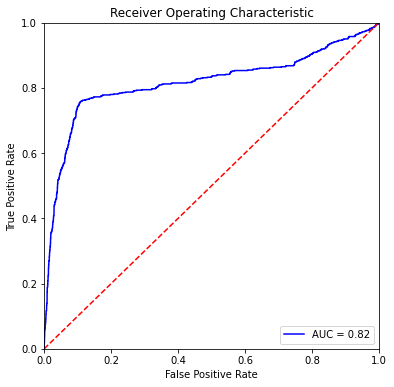 Receiver Operating Characteristic
1.0
0.8
0.6
0.4
0.2
0.0
True Positive Rate
AUC = 0.82
0.0 0.2 0.4 0.6 0.8 1.0
False Positive Rate